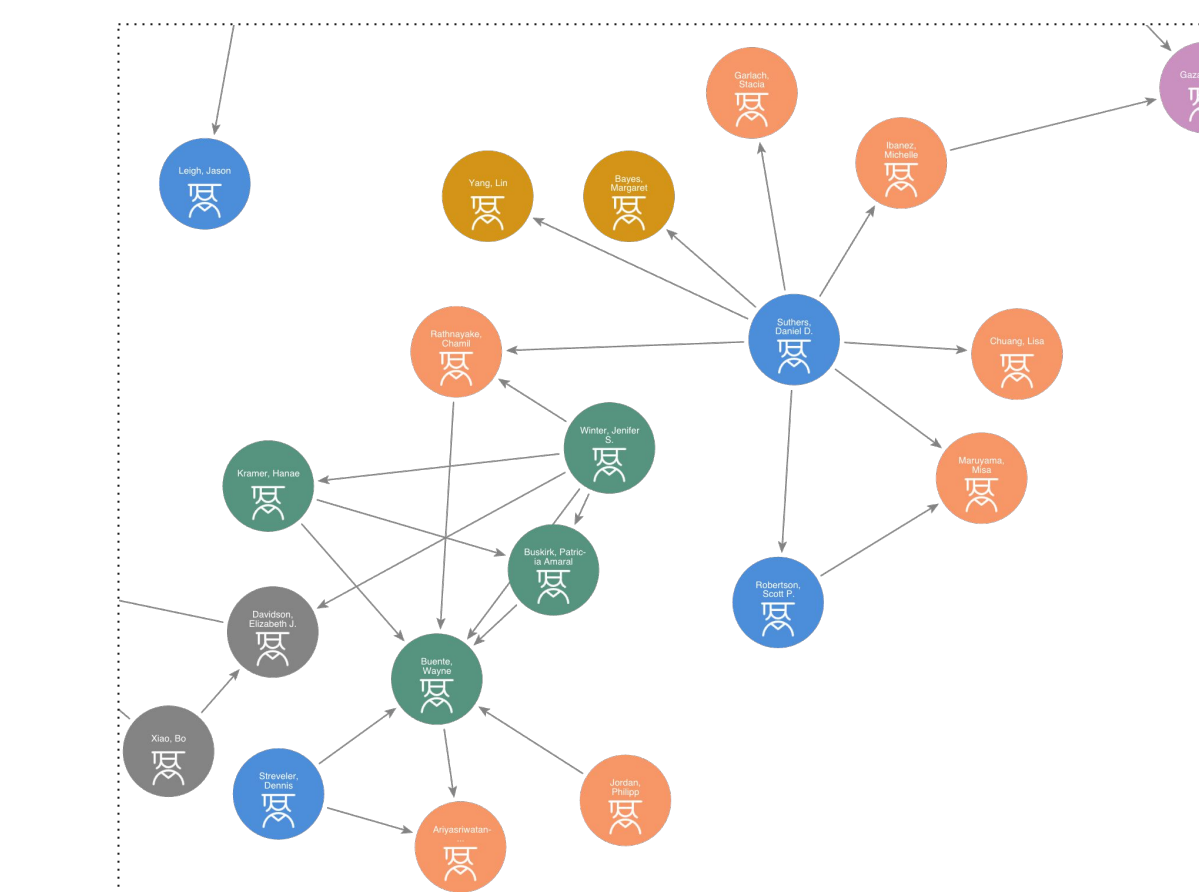 Garlach,
Stacia
Gaza
Ibanez,
Michelle
Leigh, Jason
Yang, Lin
Bayes,
Margaret
Suthers,
Daniel D.
Rathnayake,
Chamil
Chuang, Lisa
Winter, Jenifer
S.
Kramer, Hanae
Maruyama,
Misa
Buskirk, Patric-
ia Amaral
Robertson,
Scott P.
Davidson,
Elizabeth J.
Buente,
Wayne
Xiao, Bo
Streveler,
Dennis
Jordan,
Philipp
Ariyasriwatan-
...